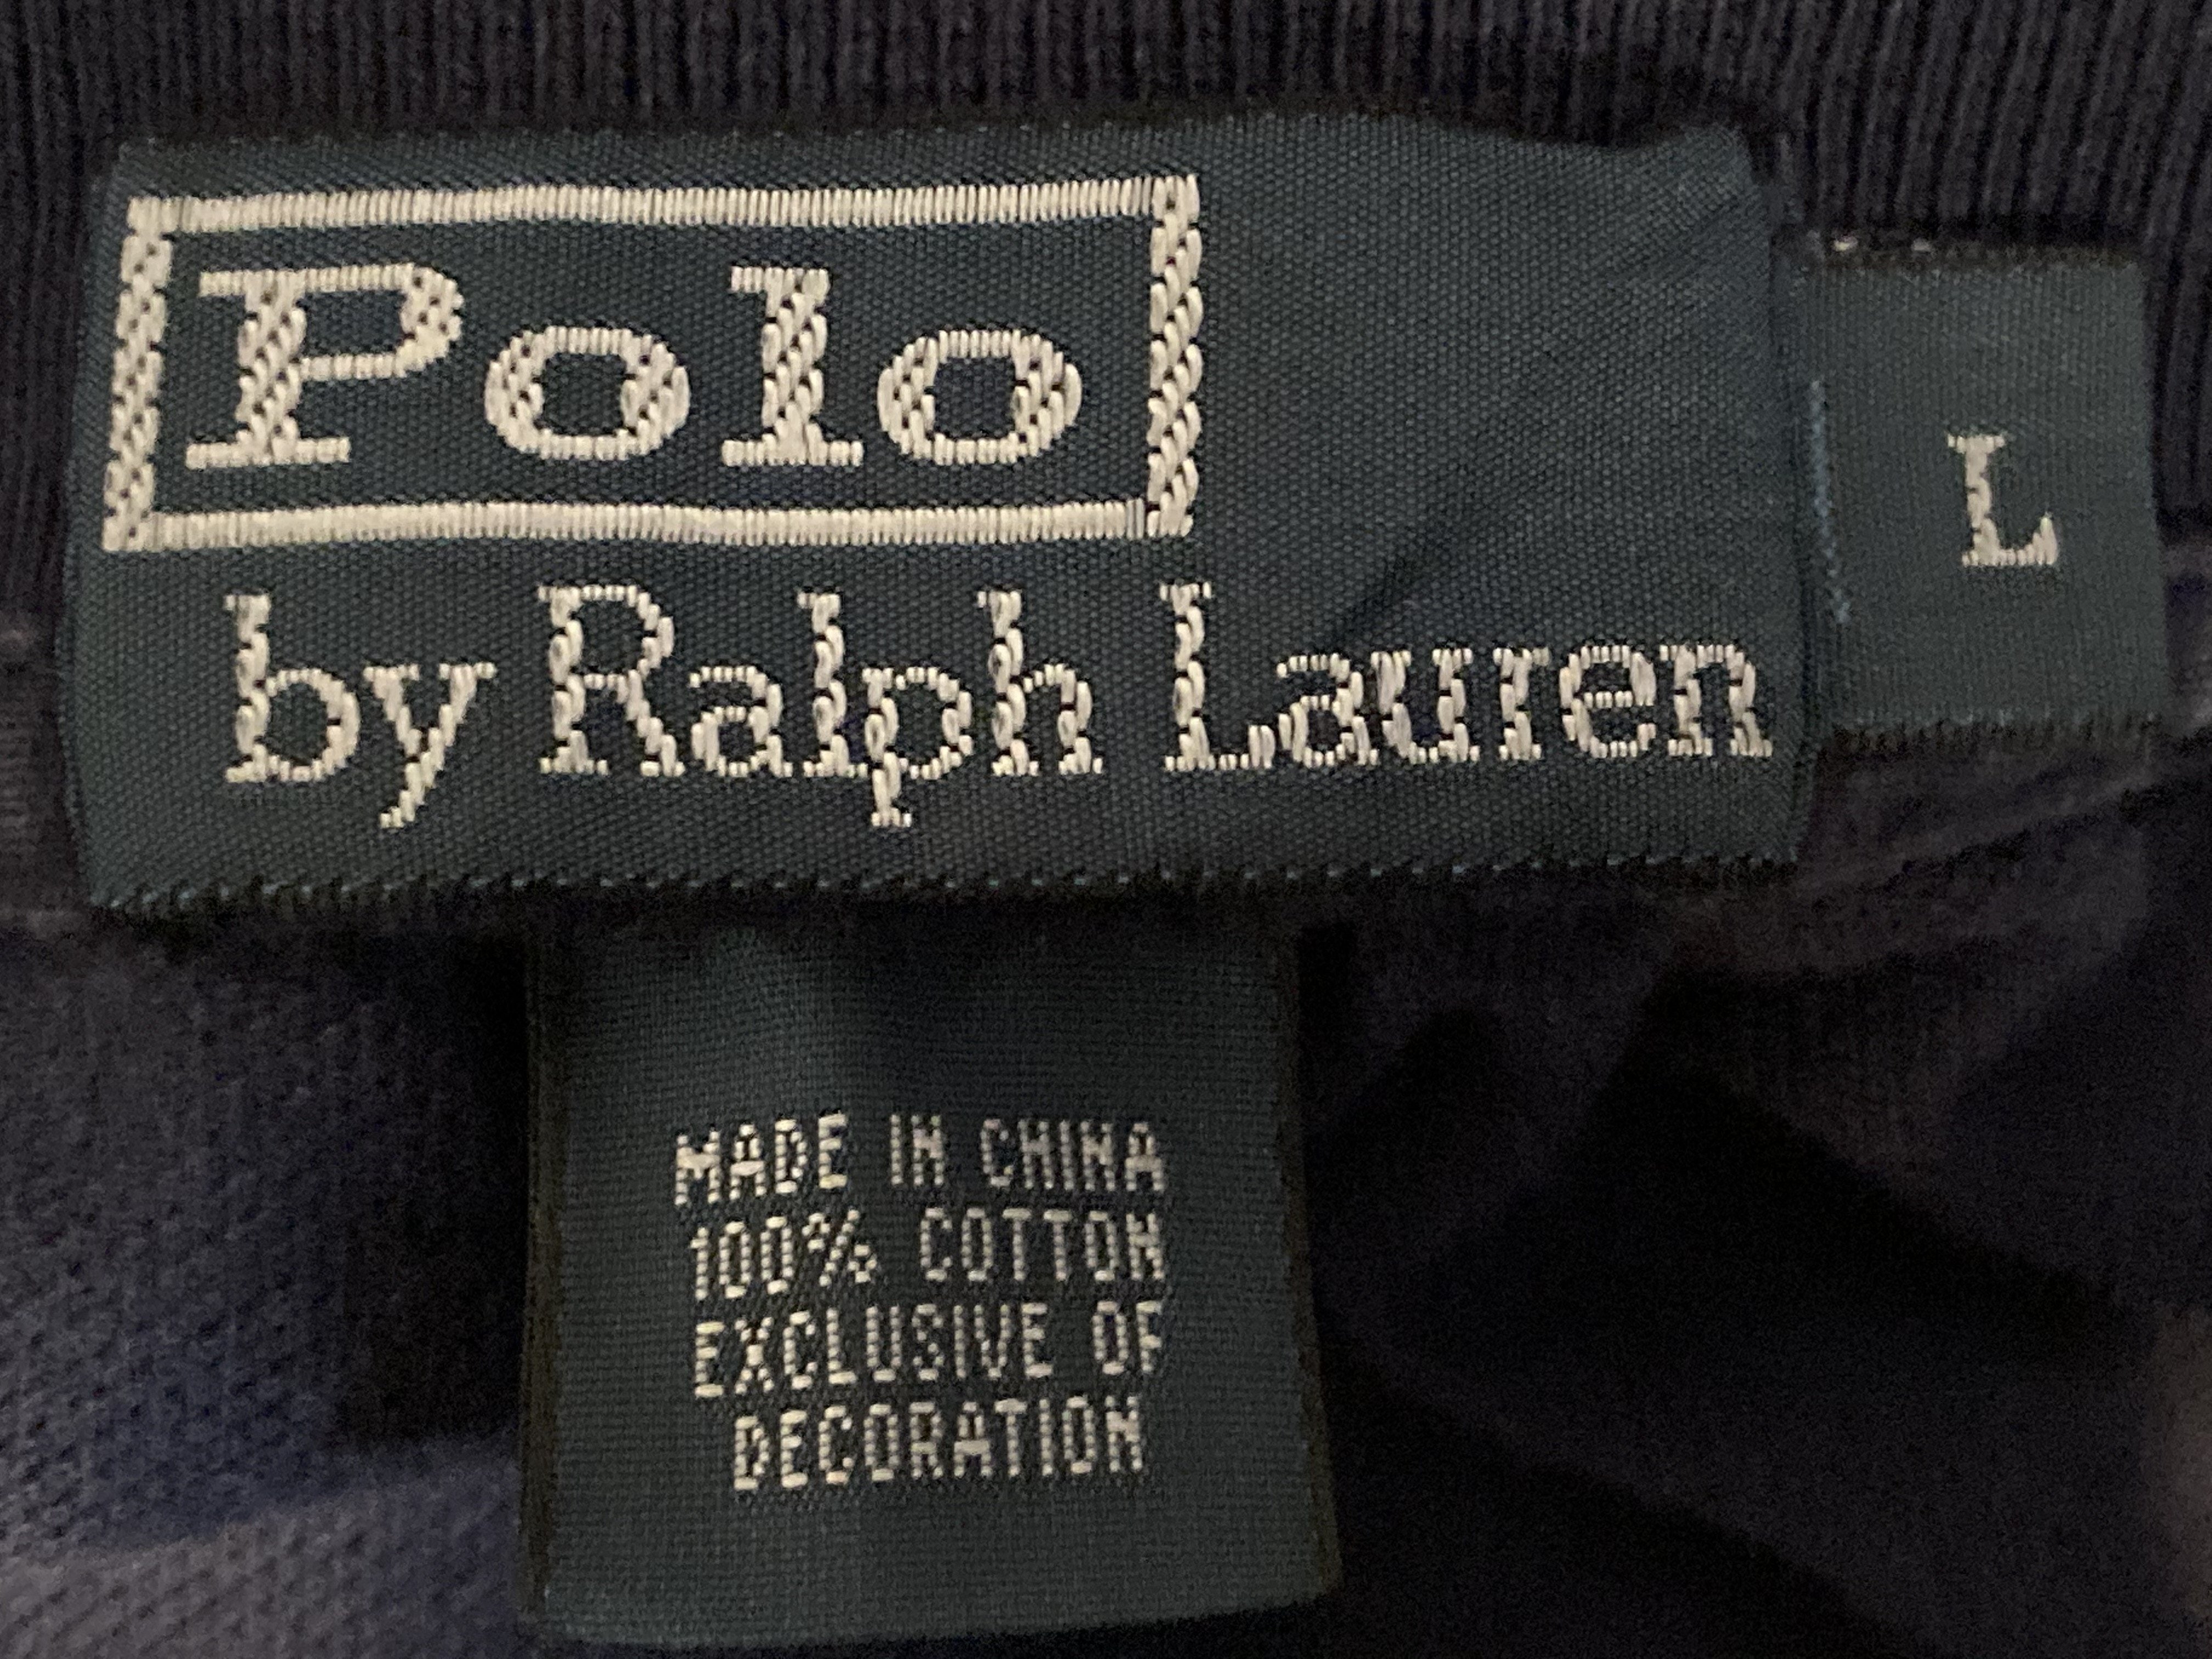 Polo
by Ralph Lauren
L
MADE IN CHINA
100% COTTON
EXCLUSIVE OF
DECORATION